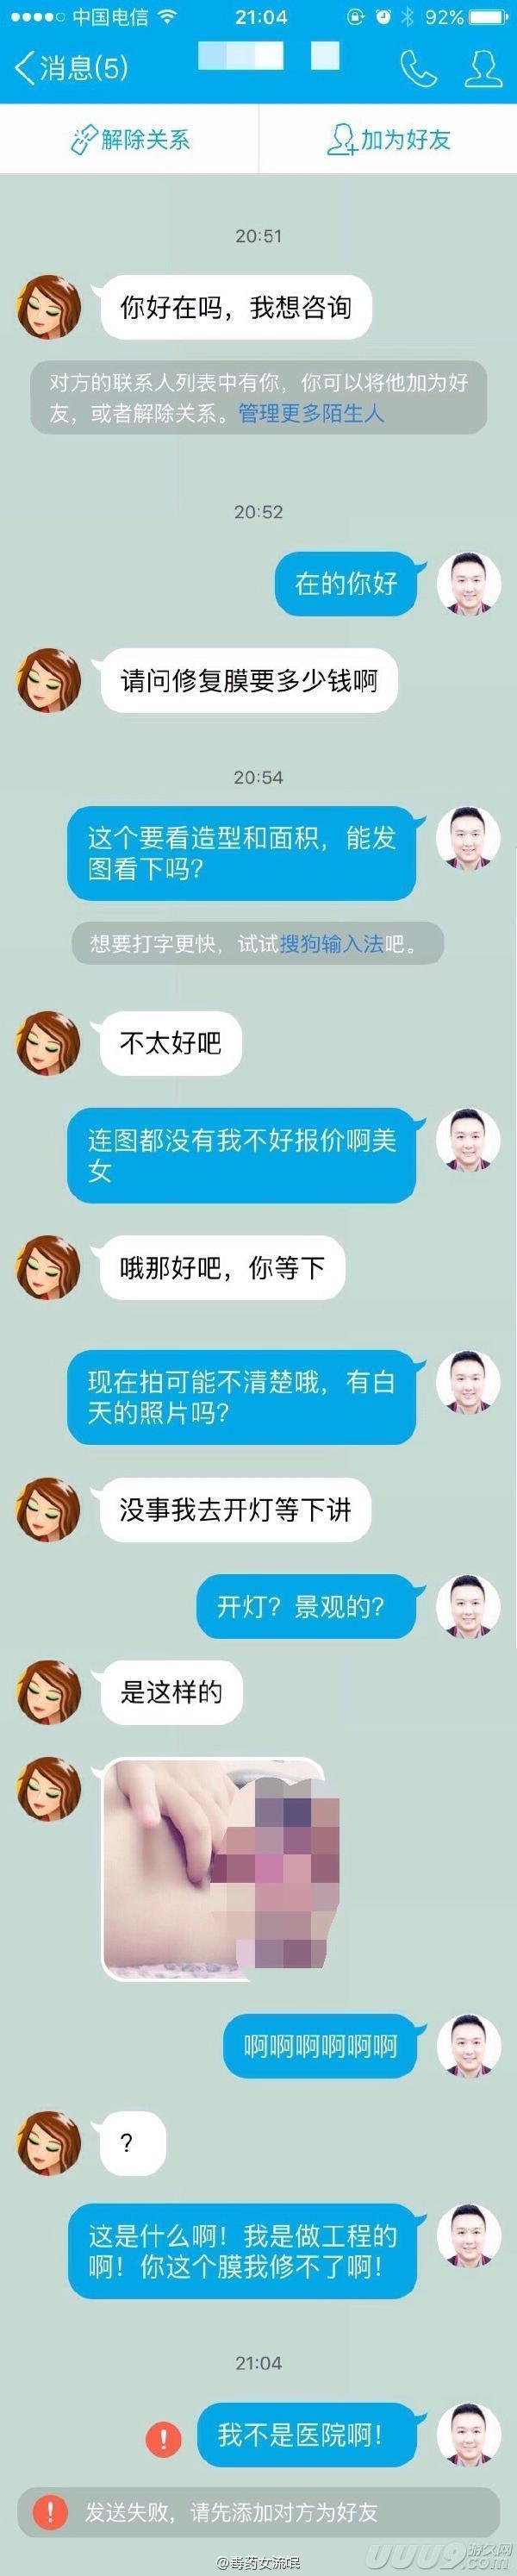 中国电信
21:04
92%
消息(5)
解除关系
加为好友
20:51
你好在吗，我想咨询
对方的联系人列表中有你，你可以将他加为好
友，或者解除关系。管理更多陌生人
20:52
在的你好
请问修复膜要多少钱啊
20:54
这个要看造型和面积，能发
图看下吗？
想要打字更快，试试搜狗输入法吧。
不太好吧
连图都没有我不好报价啊美
女
哦那好吧，你等下
现在拍可能不清楚哦，有白
天的照片吗？
没事我去开灯等下讲
开灯？景观的？
是这样的
啊啊啊啊啊啊
？
这是什么啊！我是做工程的
啊！你这个膜我修不了啊！
21:04
我不是医院啊！
发送失败，请先添加对方为好友
@毒药女流氓
UUU9游久网
.com